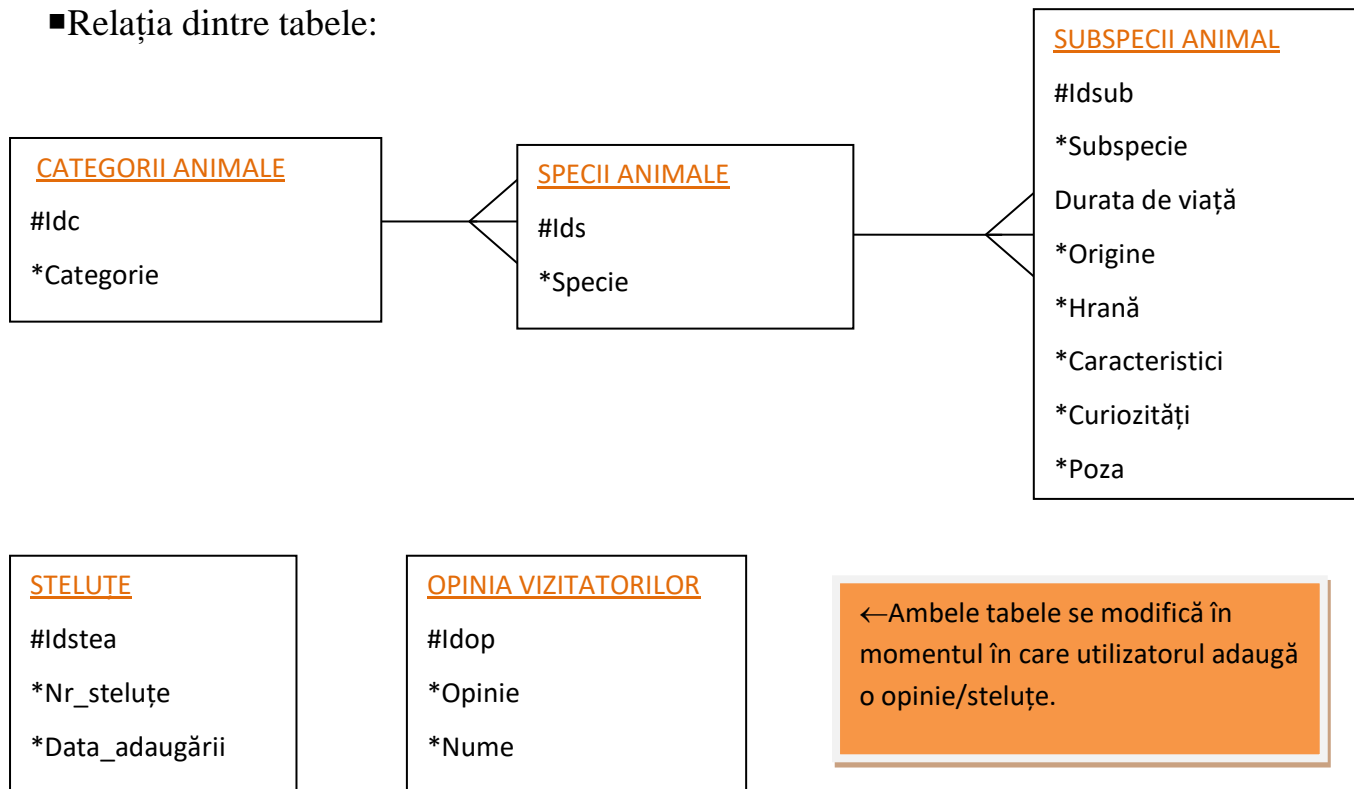 ■Relația dintre tabele:
CATEGORII ANIMALE
#Idc
*Categorie
SPECII ANIMALE
#Ids
*Specie
SUBSPECII ANIMAL
#Idsub
*Subspecie
Durata de viață
*Origine
*Hrană
*Caracteristici
*Curiozități
*Poza
STELUȚE
#Idstea
*Nr_steluțe
*Data_adaugării
OPINIA VIZITATORILOR
#Idop
*Opinie
*Nume
←Ambele tabele se modifică în
momentul în care utilizatorul adaugă
o opinie/steluțe.